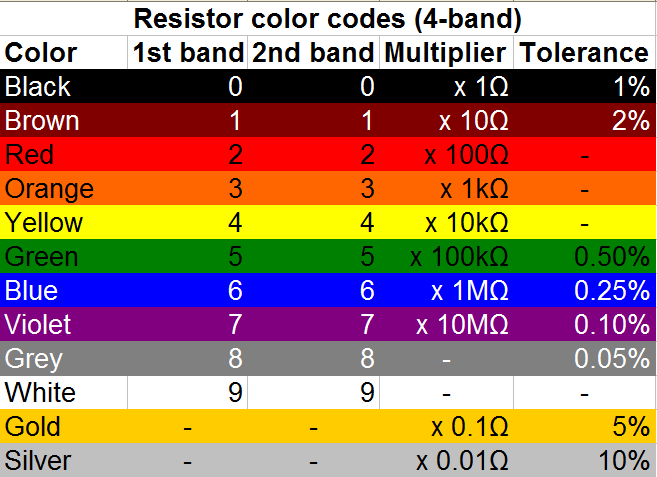 Resistor color codes (4-band)
Color 1st band 2nd band Multiplier Tolerance
Black 0 0 x 1Ω 1%
Brown 1 1 x 10Ω 2%
Red 2 2 x 100Ω -
Orange 3 3 x 1kΩ -
Yellow 4 4 x 10kΩ -
Green 5 5 x 100kΩ 0.50%
Blue 6 6 x 1MΩ 0.25%
Violet 7 7 x 10MΩ 0.10%
Grey 8 8 - 0.05%
White 9 9 - -
Gold - - x 0.1Ω 5%
Silver - - x 0.01Ω 10%